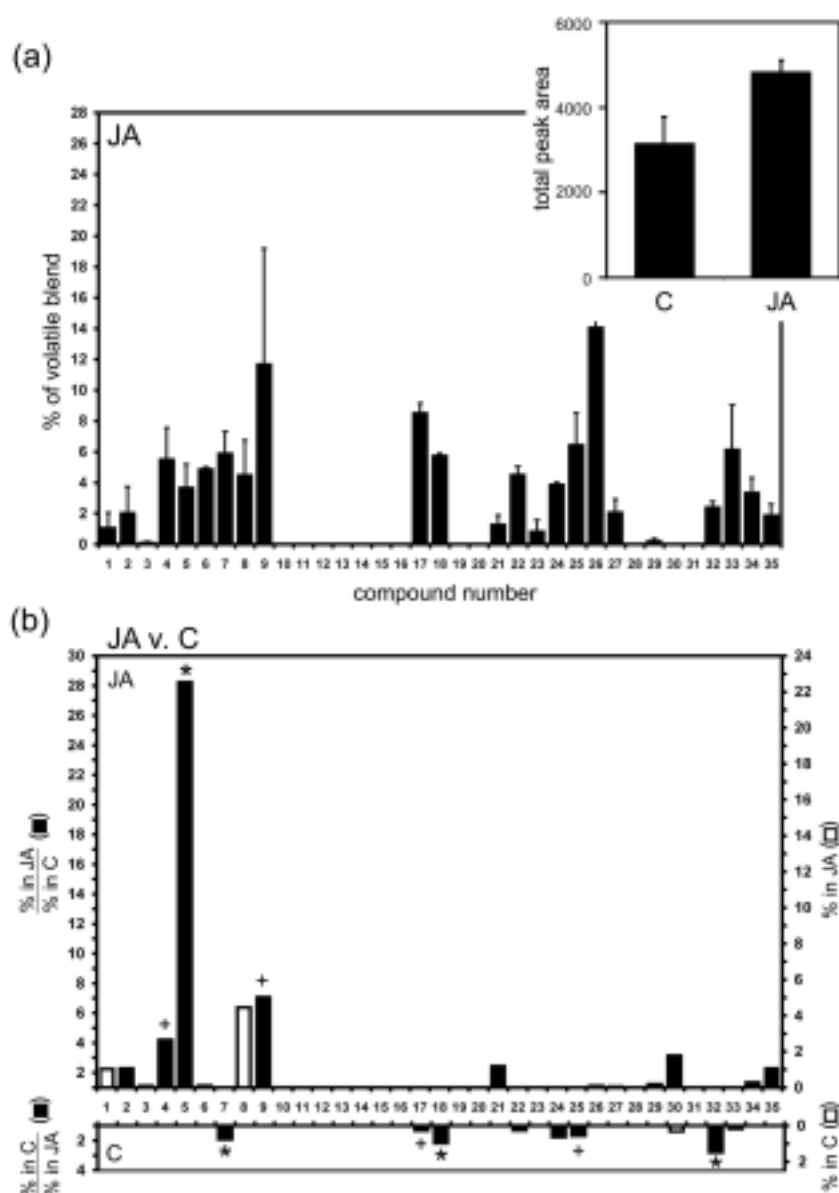 (a)
JA
28
26
24
22
20
18
16
14
12
10
8
6
4
2
0
% of volatile blend
1 2 3 4 5 6 7 8 9 10 11 12 13 14 15 16 17 18 19 20 21 22 23 24 25 26 27 28 29 30 31 32 33 34 35
compound number
6000
4000
2000
0
total peak area
C JA
(b)
JA v. C
JA
30
28
26
24
22
20
18
16
14
12
10
8
6
4
2
% in JA
% in C (■)
24
22
20
18
16
14
12
10
8
6
4
2
0
% in JA (□)
* + +
1 2 3 4 5 6 7 8 9 10 11 12 13 14 15 16 17 18 19 20 21 22 23 24 25 26 27 28 29 30 31 32 33 34 35
C
2
4
% in C
% in JA (■)
0
2
% in C (□)
* + * + *